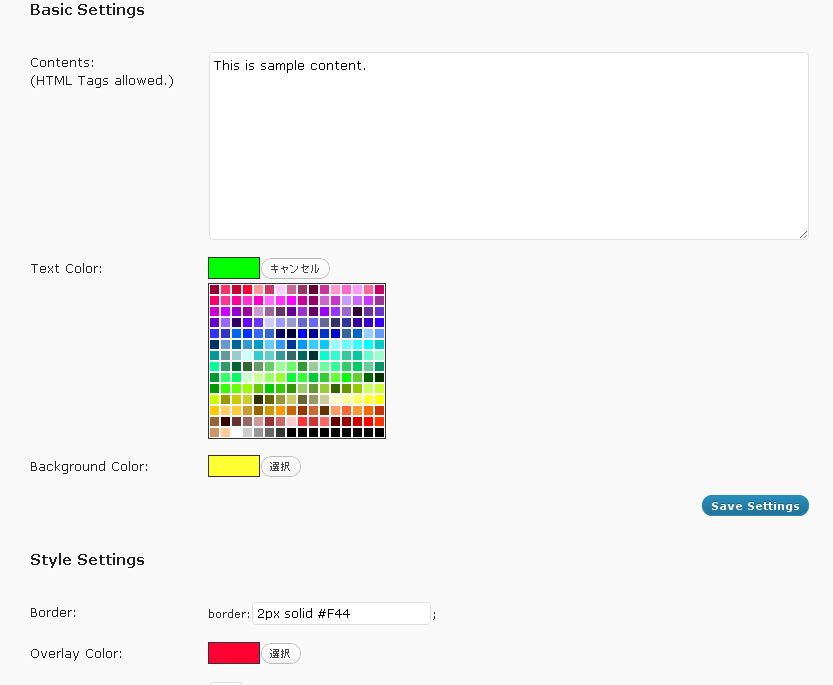 Basic Settings
Contents:
(HTML Tags allowed.)
This is sample content.
Text Color:
キャンセル
Background Color:
選択
Save Settings
Style Settings
Border:
border: 2px solid #F44 ;
Overlay Color:
選択